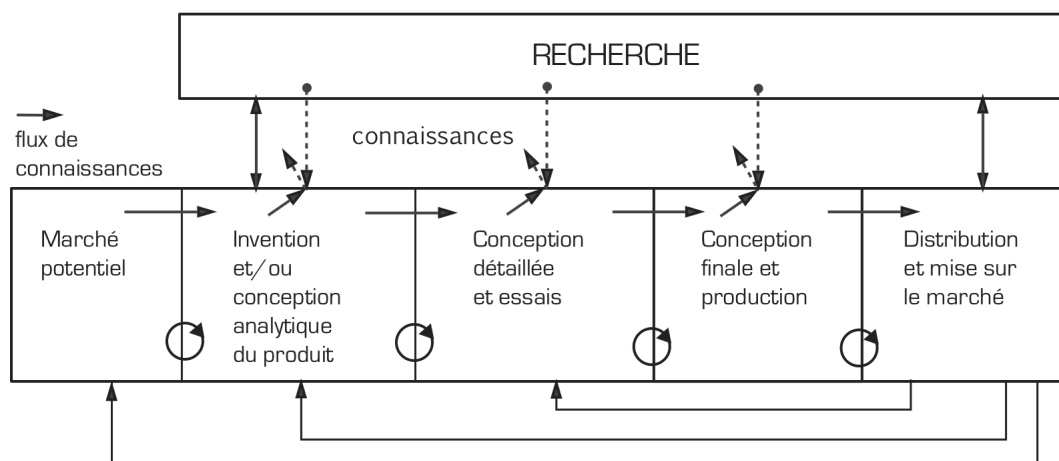 RECHERCHE
flux de
connaissances
connaissances
Marché
potentiel
Invention
et/ou
conception
analytique
du produit
Conception
détaillée
et essais
Conception
finale et
production
Distribution
et mise sur
le marché